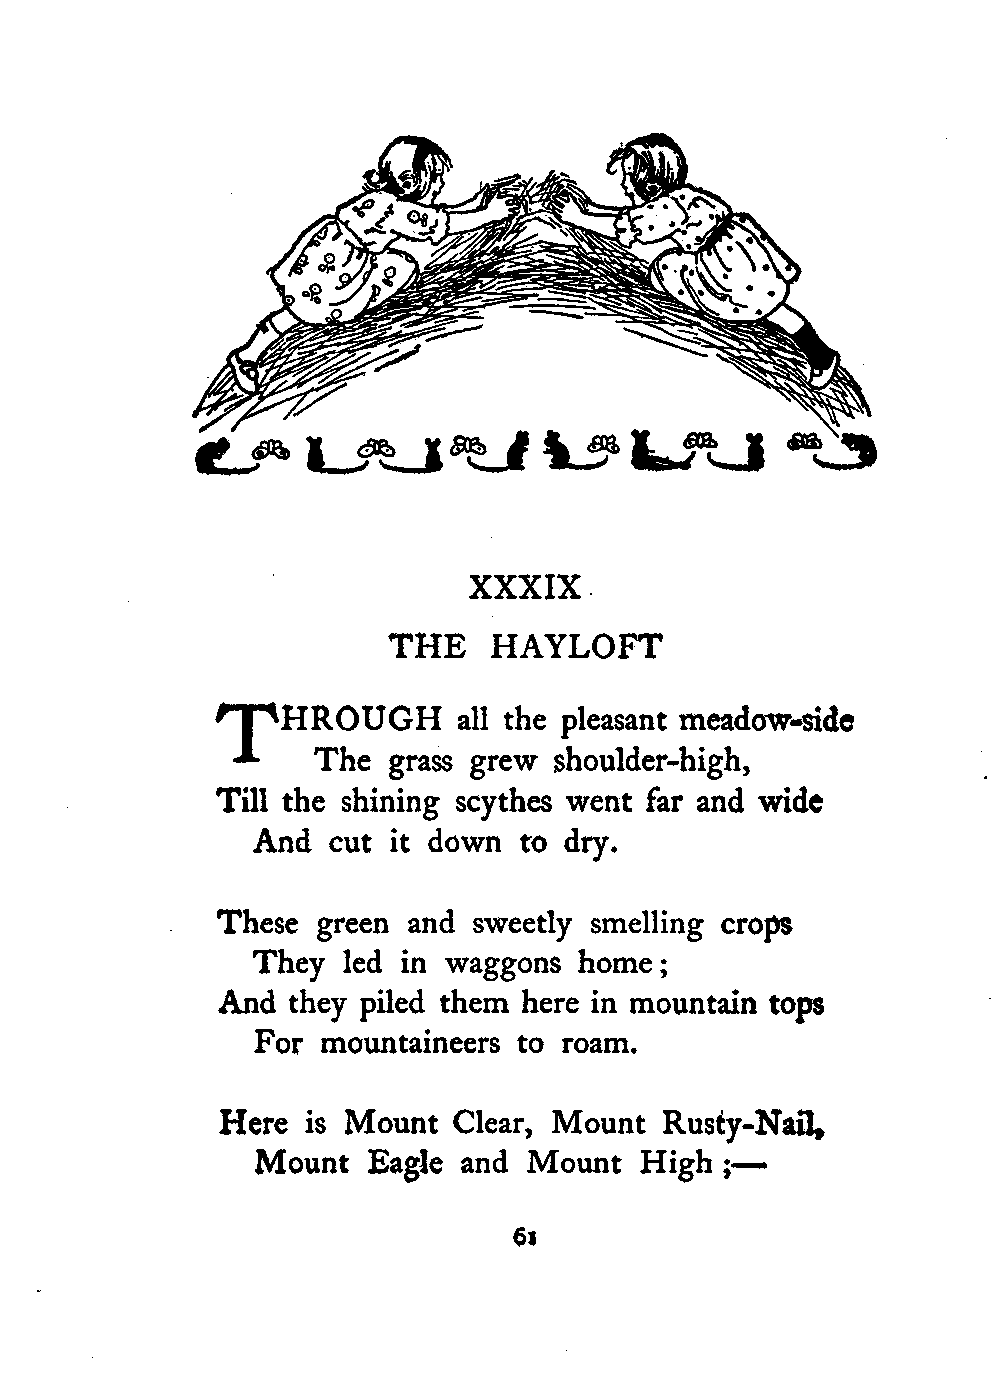 XXXIX
THE HAYLOFT
THROUGH all the pleasant meadow-side
The grass grew shoulder-high,
Till the shining scythes went far and wide
And cut it down to dry.
These green and sweetly smelling crops
They led in waggons home;
And they piled them here in mountain tops
For mountaineers to roam.
Here is Mount Clear, Mount Rusty-Nail,
Mount Eagle and Mount High;—
61